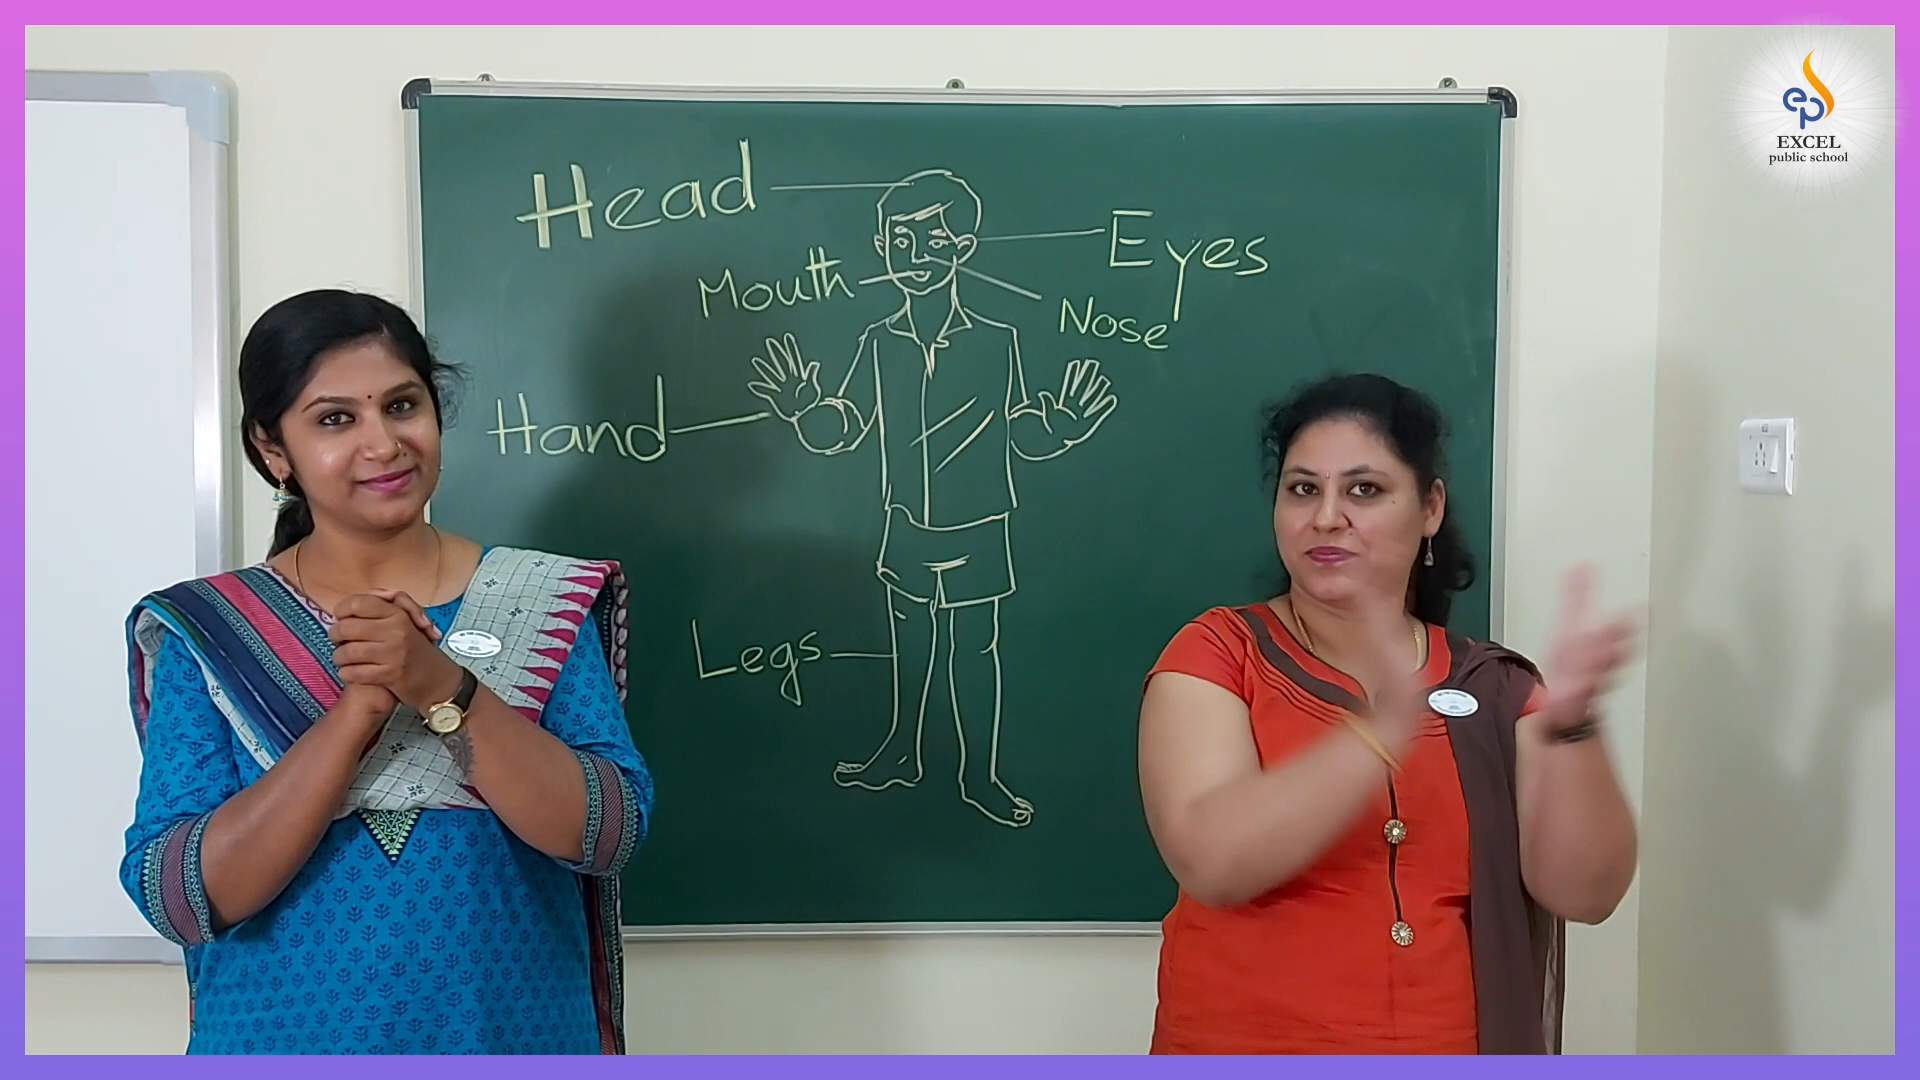 Head
Eyes
Mouth
Nose
Hand
Legs
EXCEL
public school